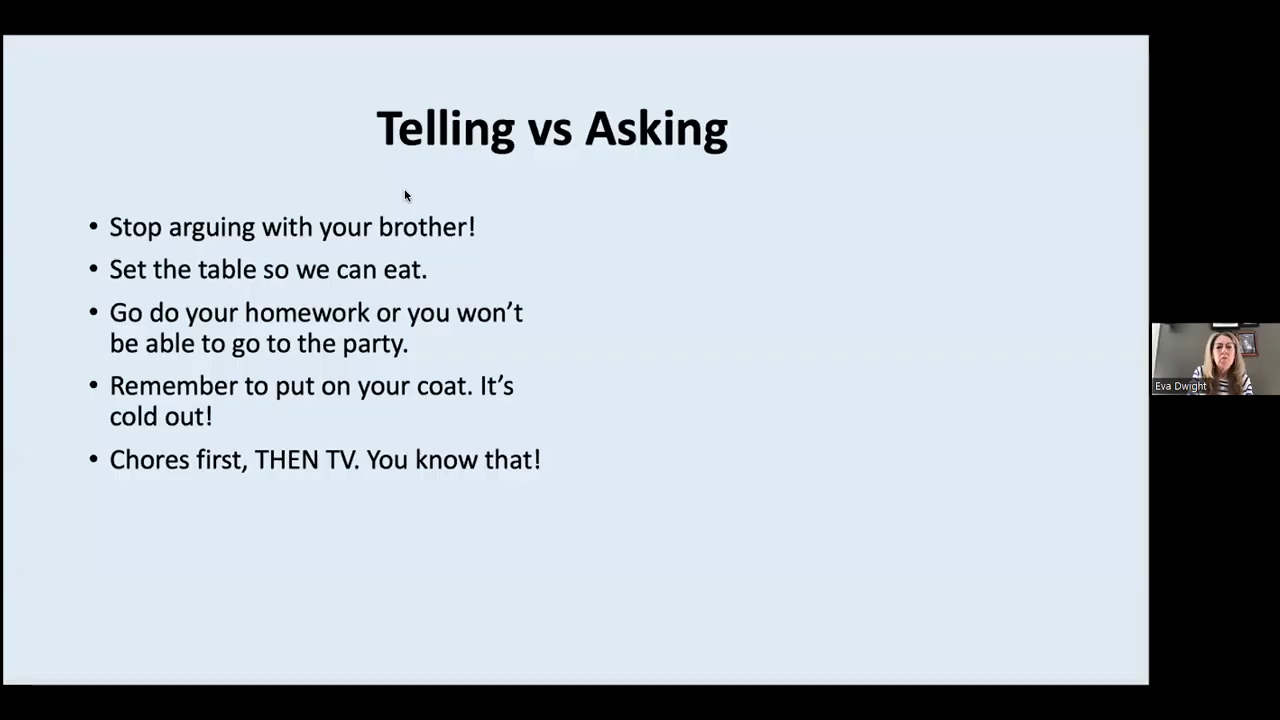 Telling vs Asking
• Stop arguing with your brother!
• Set the table so we can eat.
• Go do your homework or you won’t
be able to go to the party.
• Remember to put on your coat. It’s
cold out!
• Chores first, THEN TV. You know that!
Eva Dwight